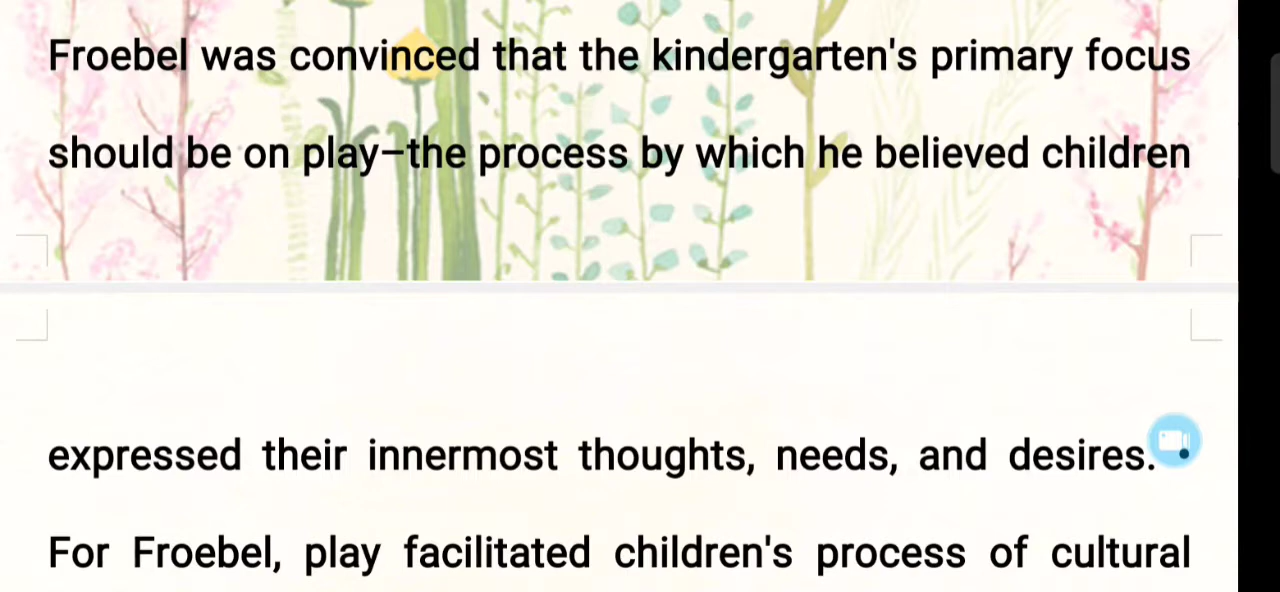 Froebel was convinced that the kindergarten's primary focus
should be on play–the process by which he believed children
expressed their innermost thoughts, needs, and desires.
For Froebel, play facilitated children's process of cultural